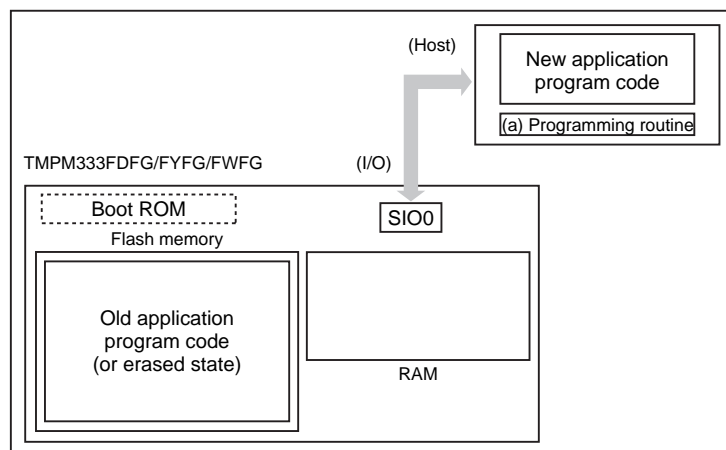 (Host)
New application
program code
(a) Programming routine
TMPM333FDFG/FYFG/FWFG
(I/O)
Boot ROM
SIO0
Flash memory
Old application
program code
(or erased state)
RAM